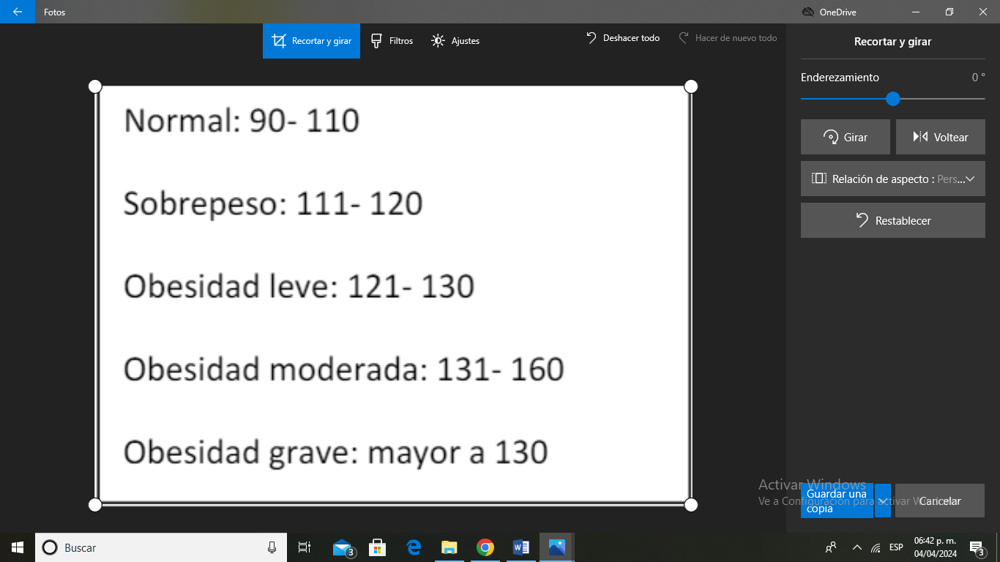 Fotos
OneDrive
Recortar y girar
Filtros
Ajustes
Deshacer todo
Hacer de nuevo todo
Recortar y girar
Enderezamiento
0 °
Girar
Voltear
Relación de aspecto : Pers...
Restablecer
Normal: 90- 110
Sobrepeso: 111- 120
Obesidad leve: 121- 130
Obesidad moderada: 131- 160
Obesidad grave: mayor a 130
Activar Windows
Ve a Configuración para activar Windows.
Guardar una
copia
Cancelar
Buscar
3
ESP
06:42 p. m.
04/04/2024
3